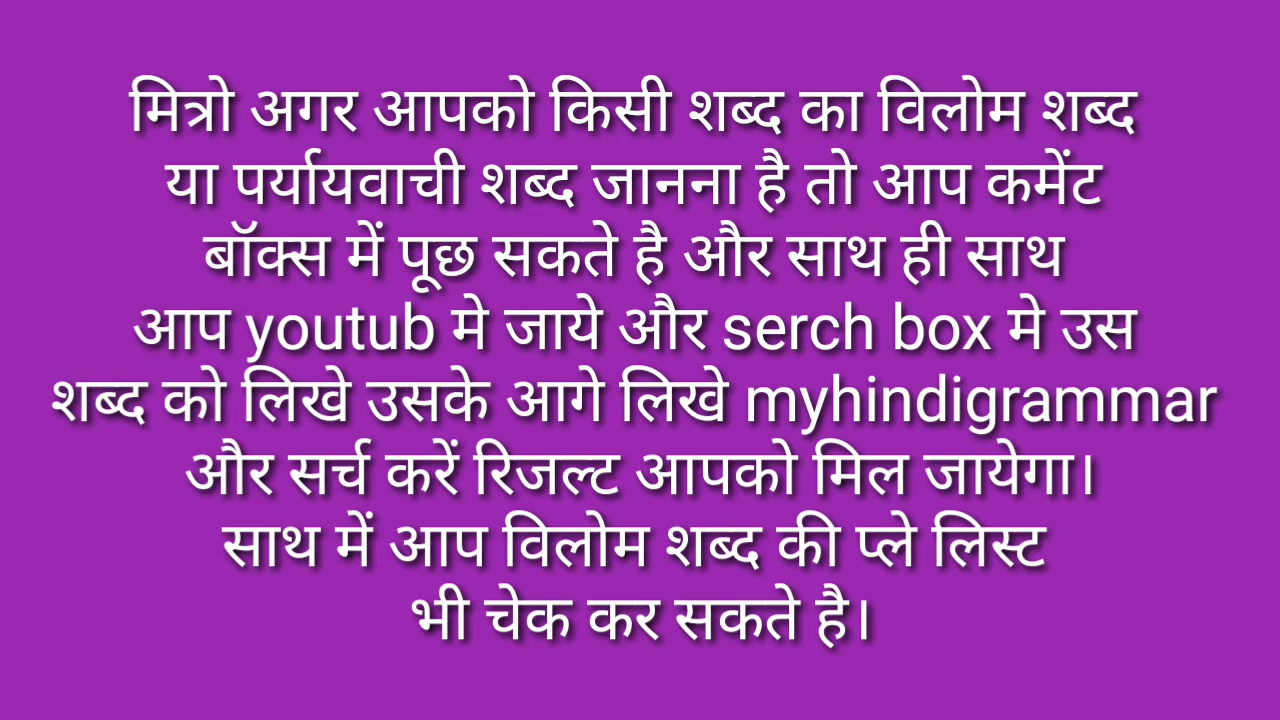 मित्रो अगर आपको किसी शब्द का विलोम शब्द
या पर्यायवाची शब्द जानना है तो आप कमेंट
बॉक्स में पूछ सकते है और साथ ही साथ
आप youtub मे जाये और serch box मे उस
शब्द को लिखे उसके आगे लिखे myhindigrammar
और सर्च करें रिजल्ट आपको मिल जायेगा।
साथ में आप विलोम शब्द की प्ले लिस्ट
भी चेक कर सकते है।